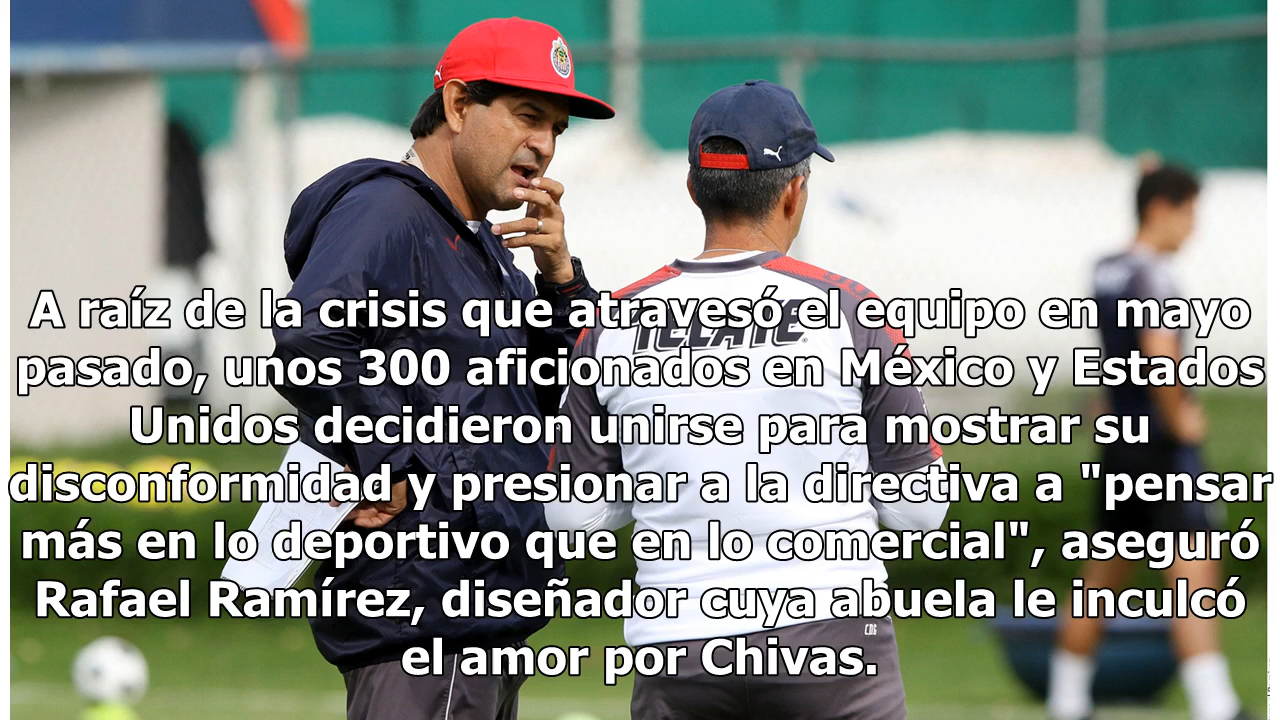 A raíz de la crisis que atravesó el equipo en mayo
pasado, unos 300 aficionados en México y Estados
Unidos decidieron unirse para mostrar su
disconformidad y presionar a la directiva a "pensar
más en lo deportivo que en lo comercial", aseguró
Rafael Ramírez, diseñador cuya abuela le inculcó
el amor por Chivas.
TECATE
CDG